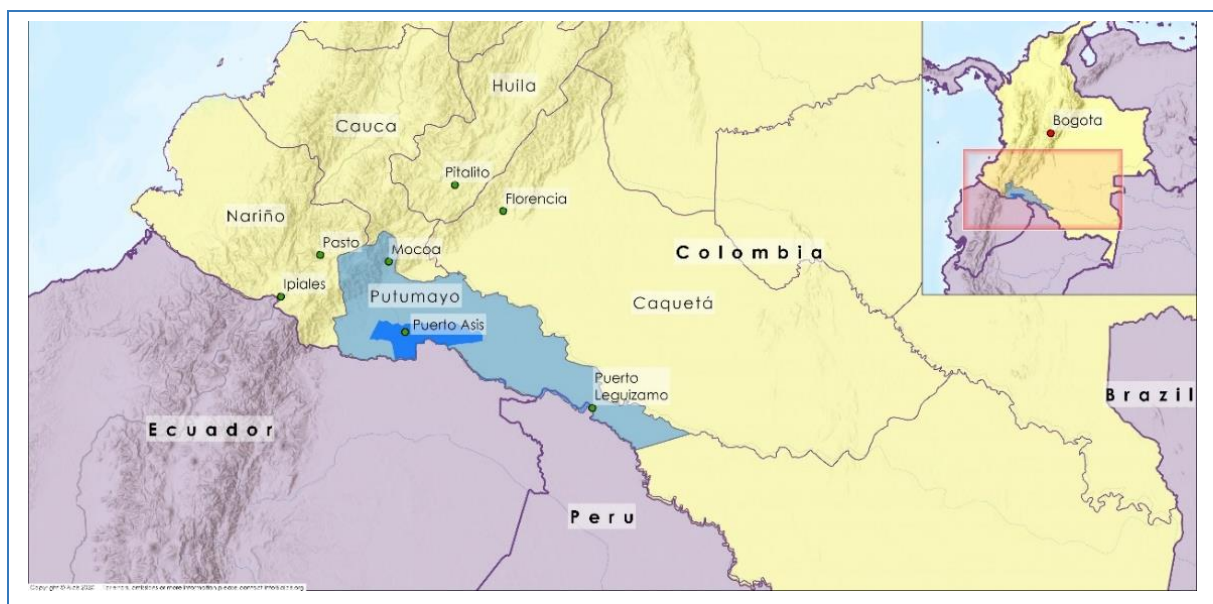 Huila
Cauca
Bogota
Pitalito
Florencia
Nariño
Pasto
Mocoa
Colombia
Ipiales
Putumayo
Caquetá
Puerto Asis
Puerto
Leguizamo
Brazil
Ecuador
Peru